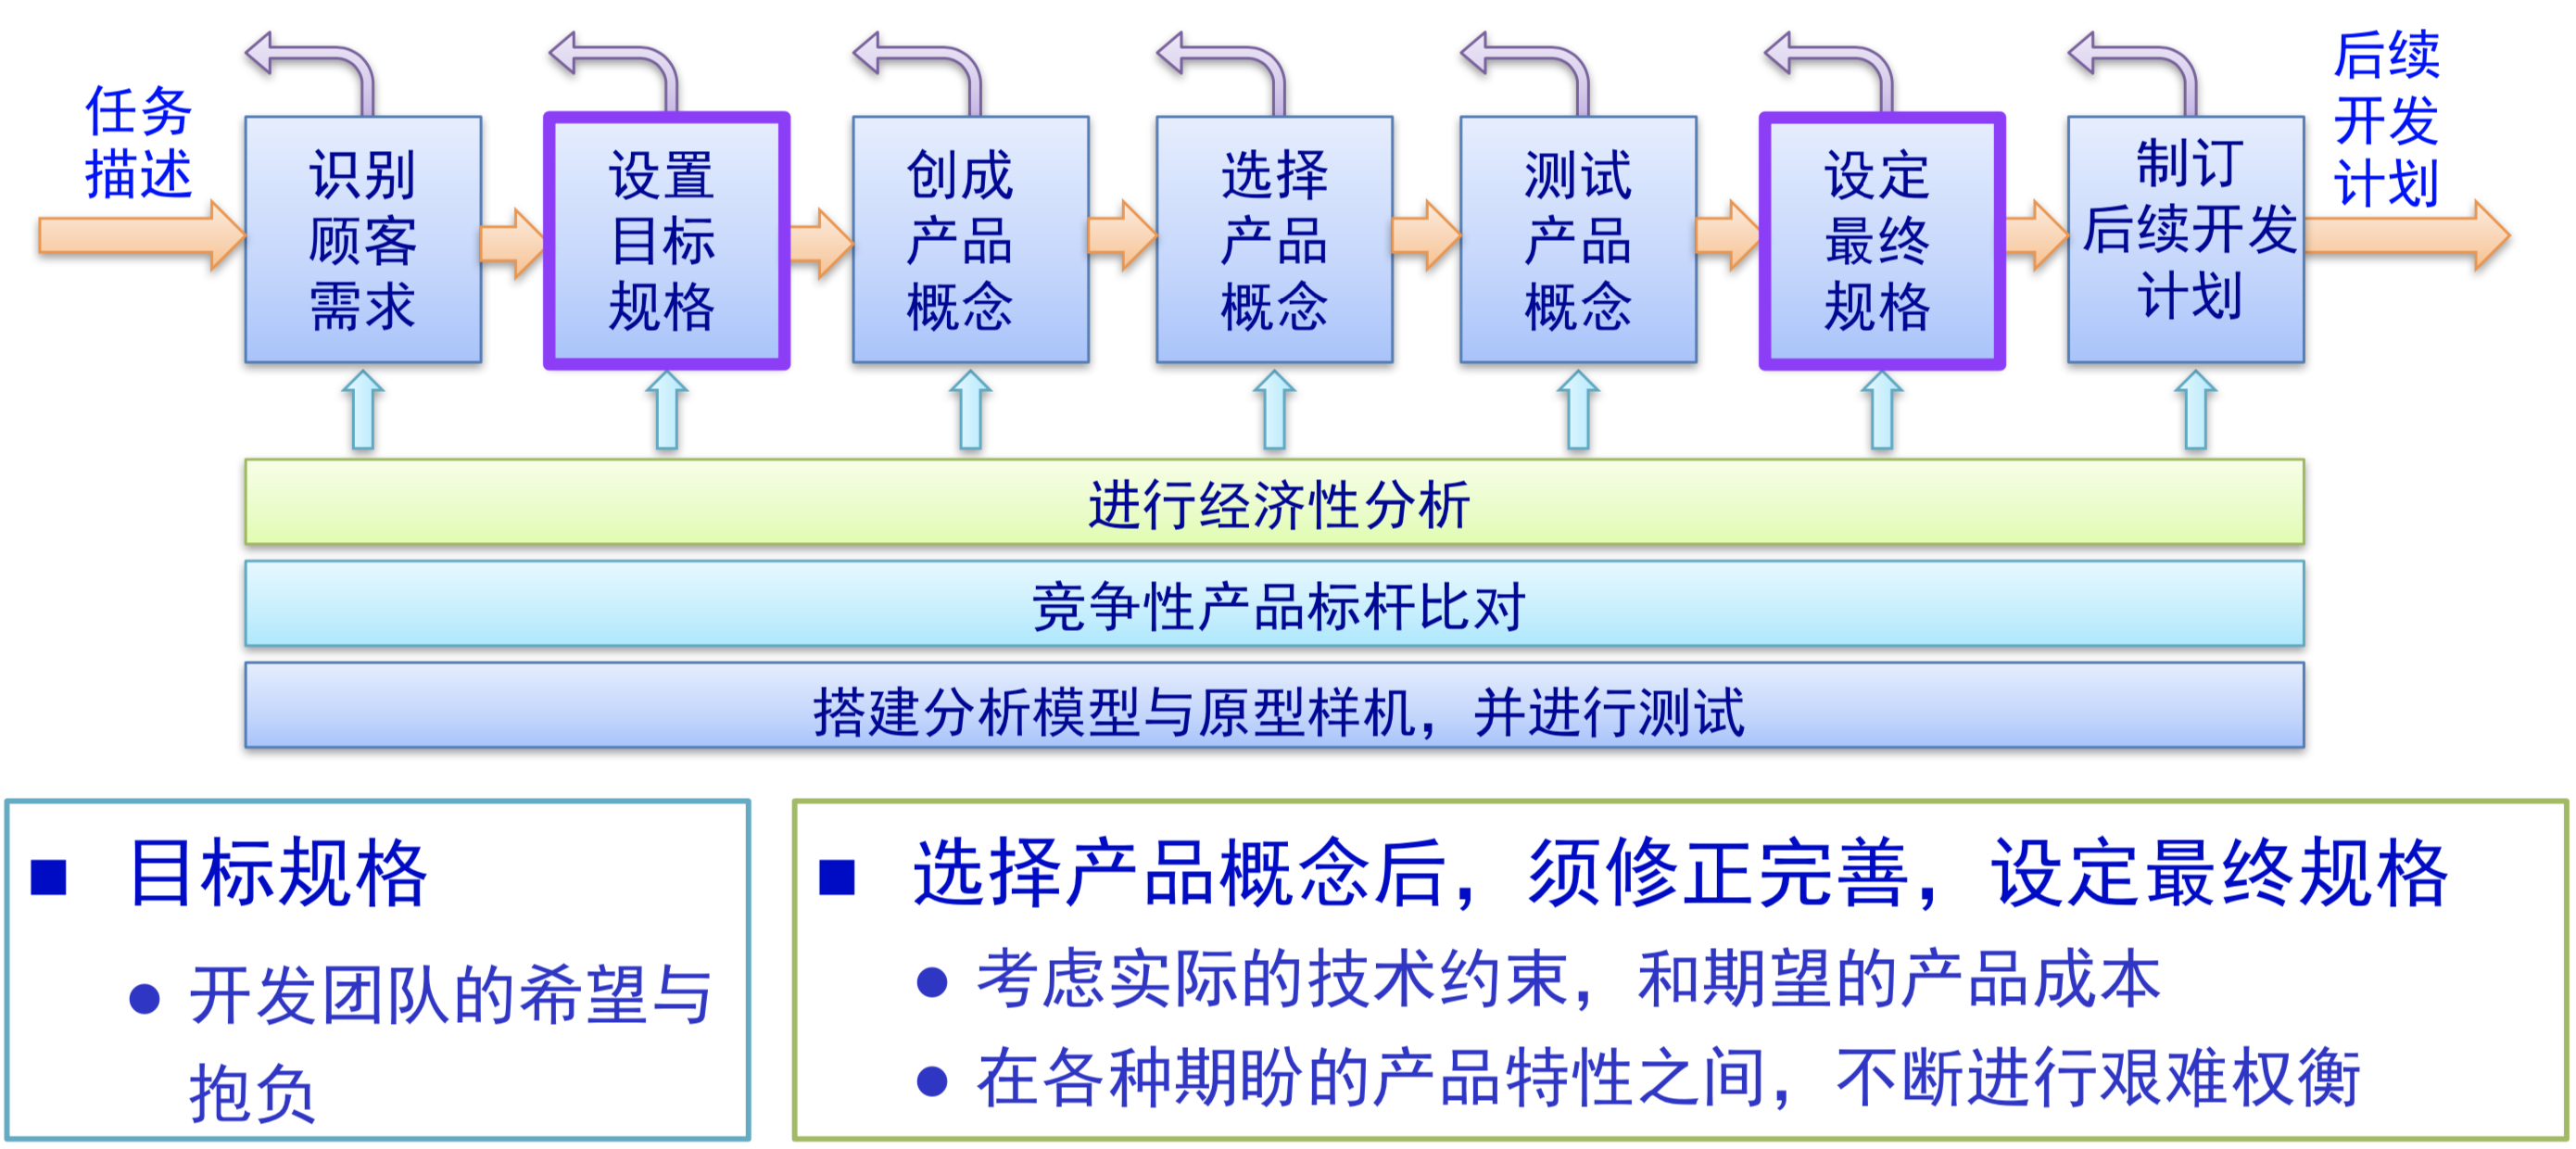 任务
描述
识别
顾客
需求
设置
目标
规格
创成
产品
概念
选择
产品
概念
测试
产品
概念
设定
最终
规格
制订
后续开发
计划
后续
开发
计划
进行经济性分析
竞争性产品标杆比对
搭建分析模型与原型样机，并进行测试
目标规格
开发团队的希望与
抱负
选择产品概念后，须修正完善，设定最终规格
考虑实际的技术约束，和期望的产品成本
在各种期盼的产品特性之间，不断进行艰难权衡